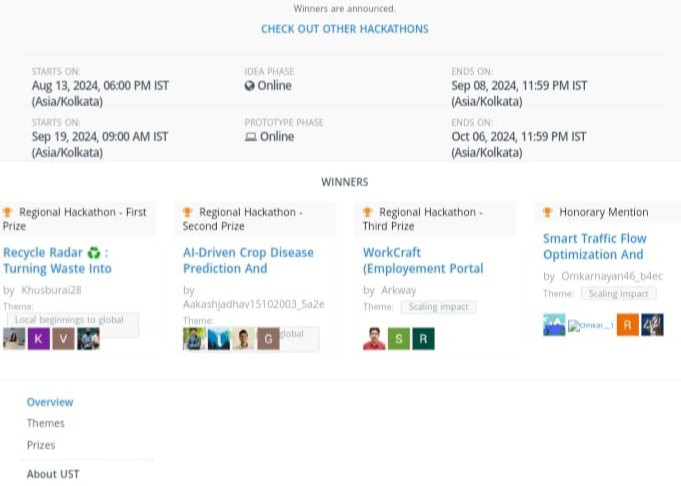 Winners are announced.
CHECK OUT OTHER HACKATHONS
STARTS ON:
Aug 13, 2024, 06:00 PM IST
(Asia/Kolkata)
IDEA PHASE
Online
ENDS ON:
Sep 08, 2024, 11:59 PM IST
(Asia/Kolkata)
STARTS ON:
Sep 19, 2024, 09:00 AM IST
(Asia/Kolkata)
PROTOTYPE PHASE
Online
ENDS ON:
Oct 06, 2024, 11:59 PM IST
(Asia/Kolkata)
WINNERS
Regional Hackathon - First
Prize
Recycle Radar ♻ :
Turning Waste Into
by Khusburai28
Theme:
Local beginnings to global
K V
Regional Hackathon -
Second Prize
AI-Driven Crop Disease
Prediction And
by
Aakashjadhav15102003_5a2e
Theme:
global
G
Regional Hackathon -
Third Prize
WorkCraft
(Employement Portal
by Arkway
Theme: Scaling impact
S R
Honorary Mention
Smart Traffic Flow
Optimization And
by Omkarnayan46_b4ec
Theme: Scaling impact
R
Overview
Themes
Prizes
About UST